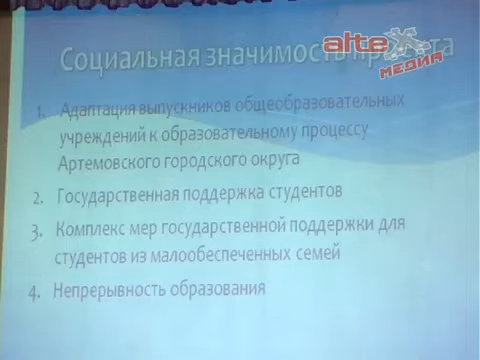 alteх
МЕДИА
Социальная значимость
1. Адаптация выпускников общеобразовательных
учреждений к образовательному процессу
Артемовского городского округа
2. Государственная поддержка студентов
3. Комплекс мер государственной поддержки для
студентов из малообеспеченных семей
4. Непрерывность образования